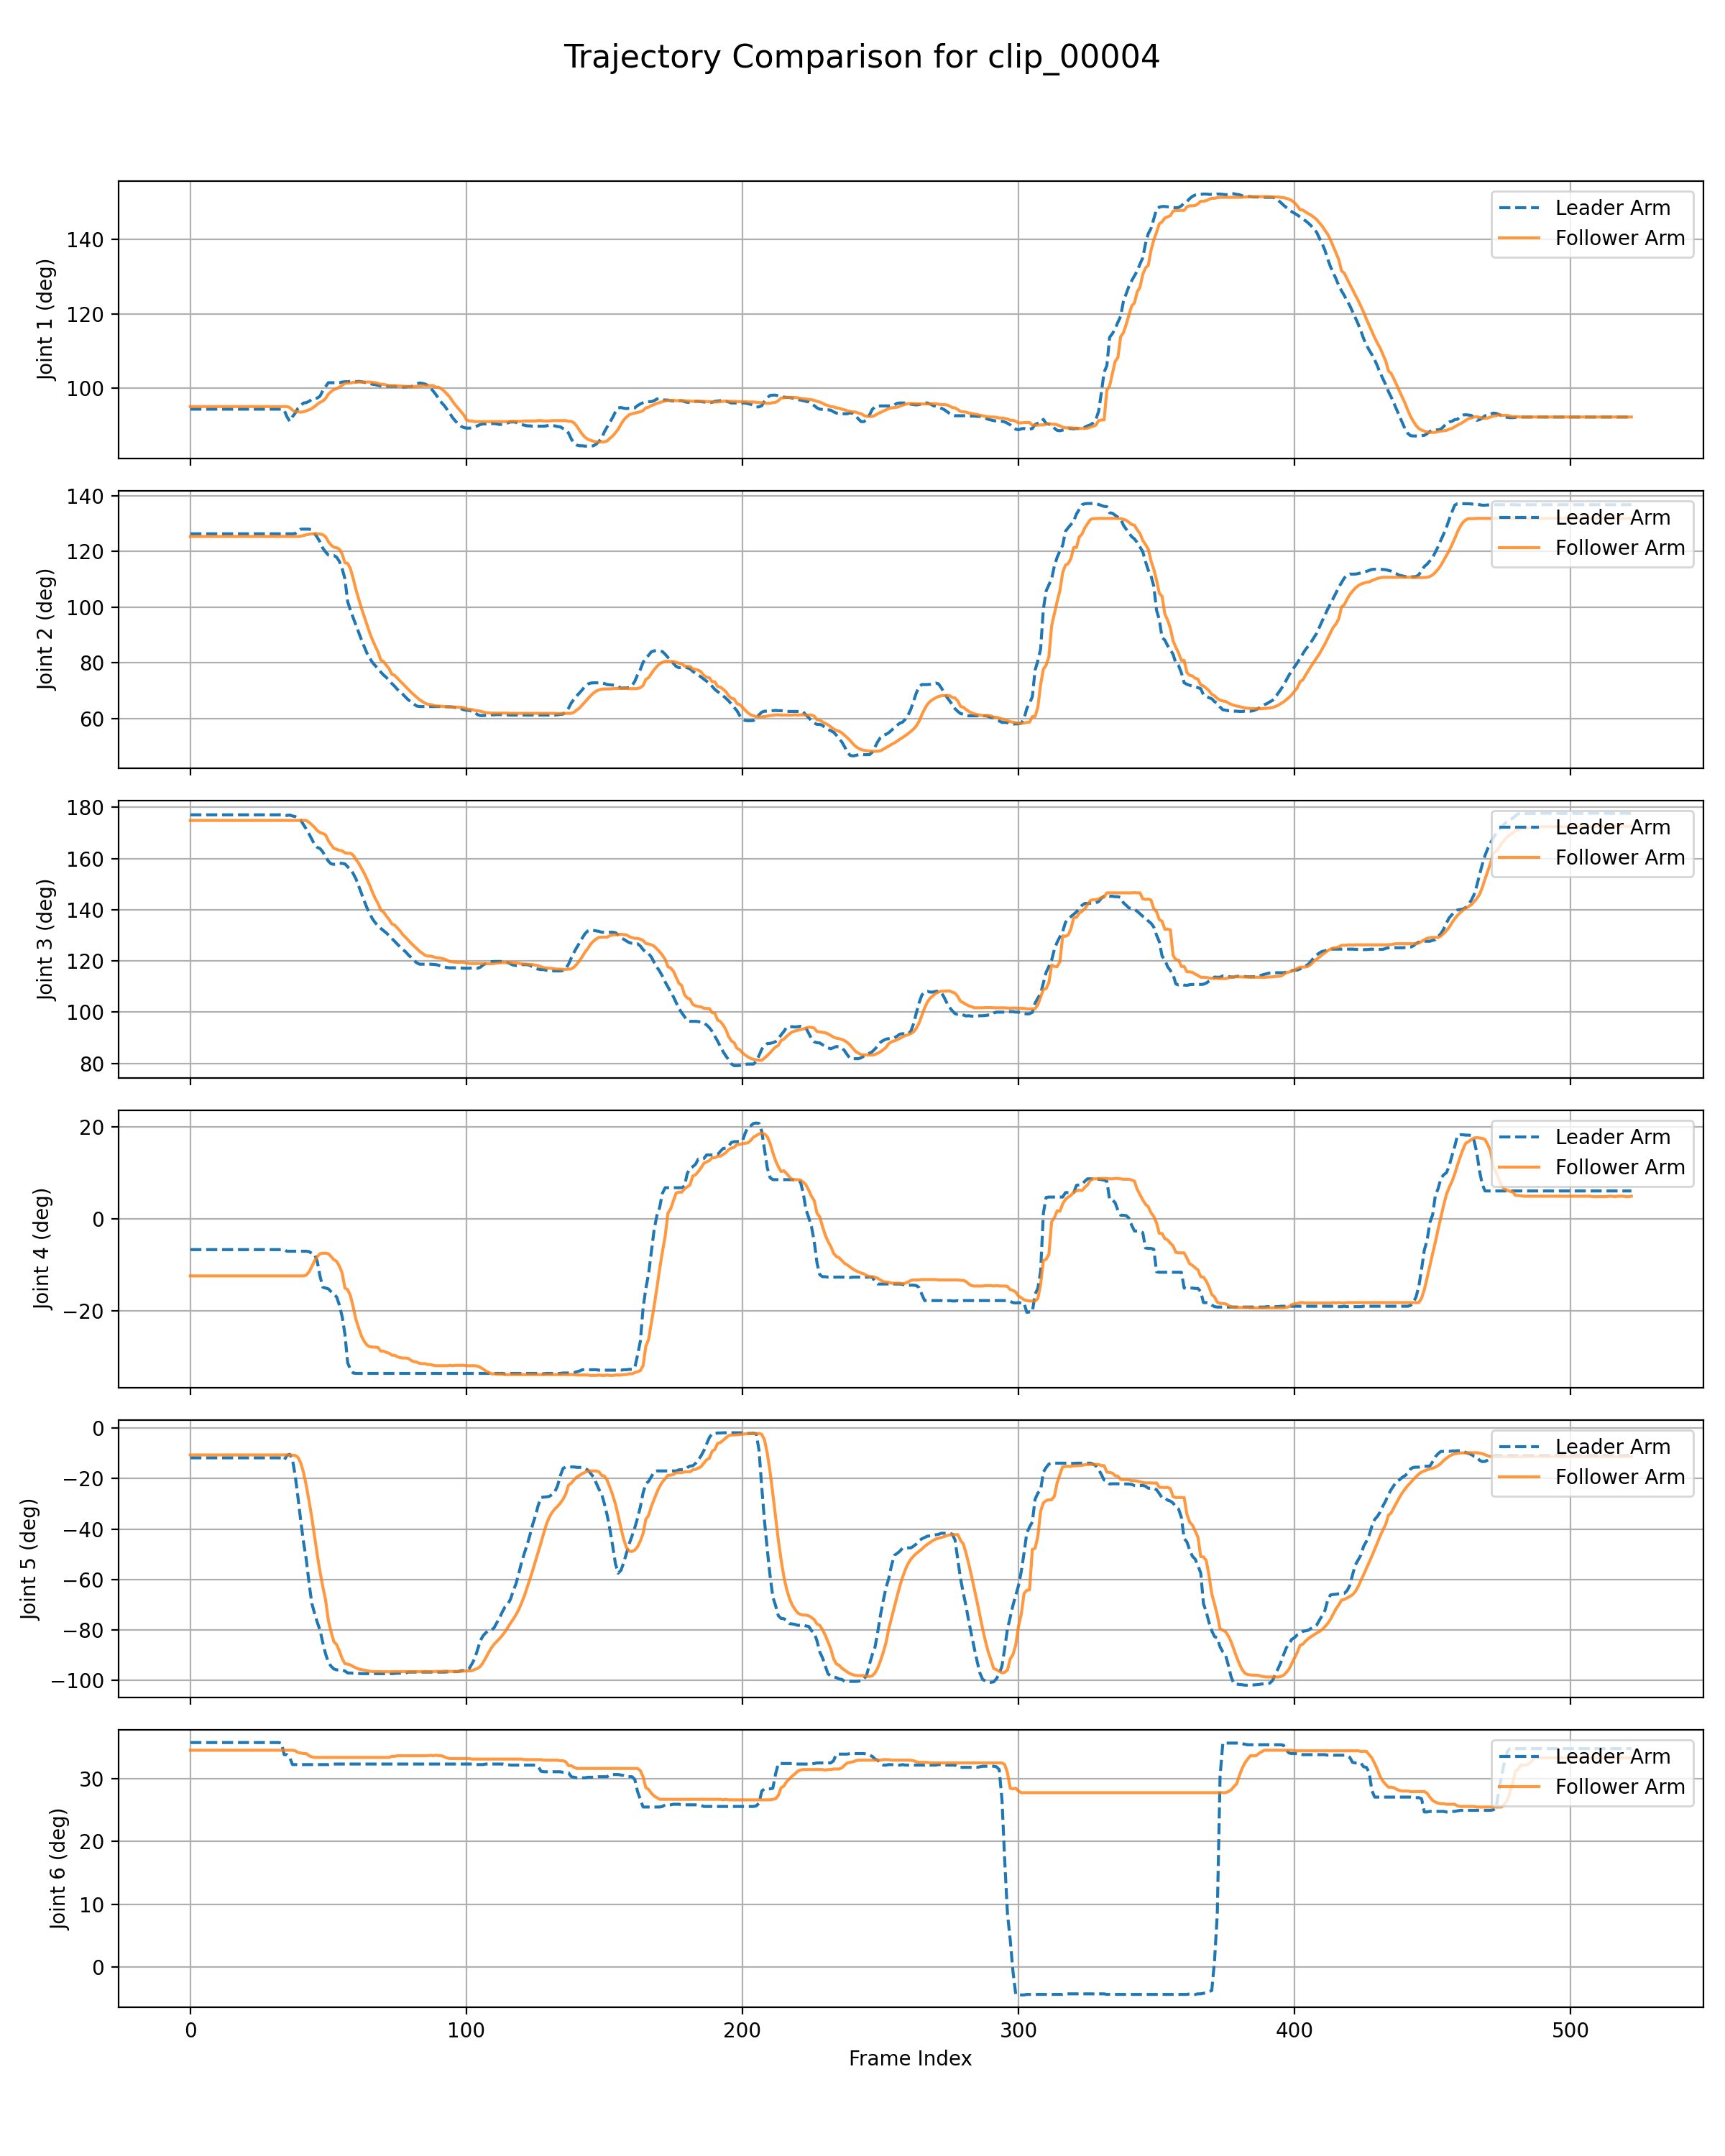 Trajectory Comparison for clip_00004
Joint 1 (deg)
140
120
100
Leader Arm
Follower Arm
Joint 2 (deg)
140
120
100
80
60
Leader Arm
Follower Arm
Joint 3 (deg)
180
160
140
120
100
80
Leader Arm
Follower Arm
Joint 4 (deg)
20
0
−20
Leader Arm
Follower Arm
Joint 5 (deg)
0
−20
−40
−60
−80
−100
Leader Arm
Follower Arm
Joint 6 (deg)
30
20
10
0
Leader Arm
Follower Arm
0 100 200 300 400 500
Frame Index